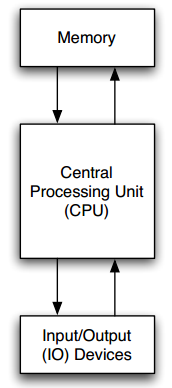 Memory
Central
Processing Unit
(CPU)
Input/Output
(IO) Devices